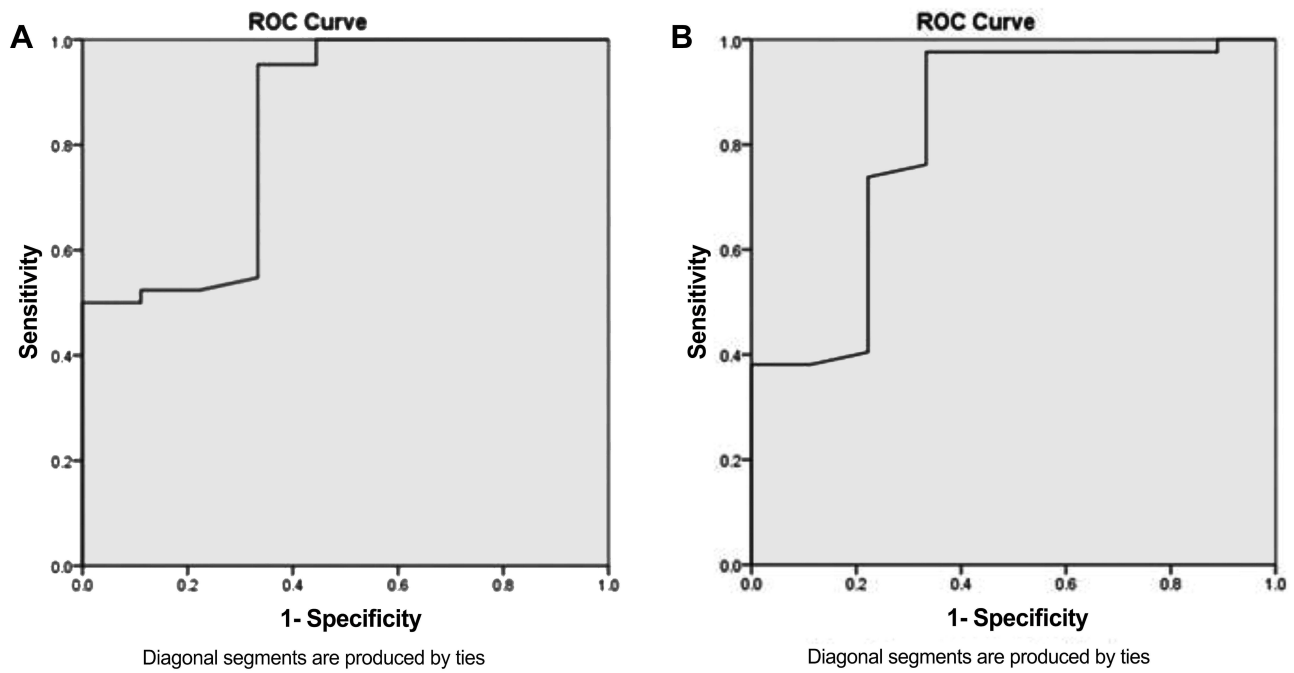 A
ROC Curve
Sensitivity
1.0
0.8
0.6
0.4
0.2
0.0
0.0 0.2 0.4 0.6 0.8 1.0
1- Specificity
Diagonal segments are produced by ties
B
ROC Curve
Sensitivity
1.0
0.8
0.6
0.4
0.2
0.0
0.0 0.2 0.4 0.6 0.8 1.0
1- Specificity
Diagonal segments are produced by ties